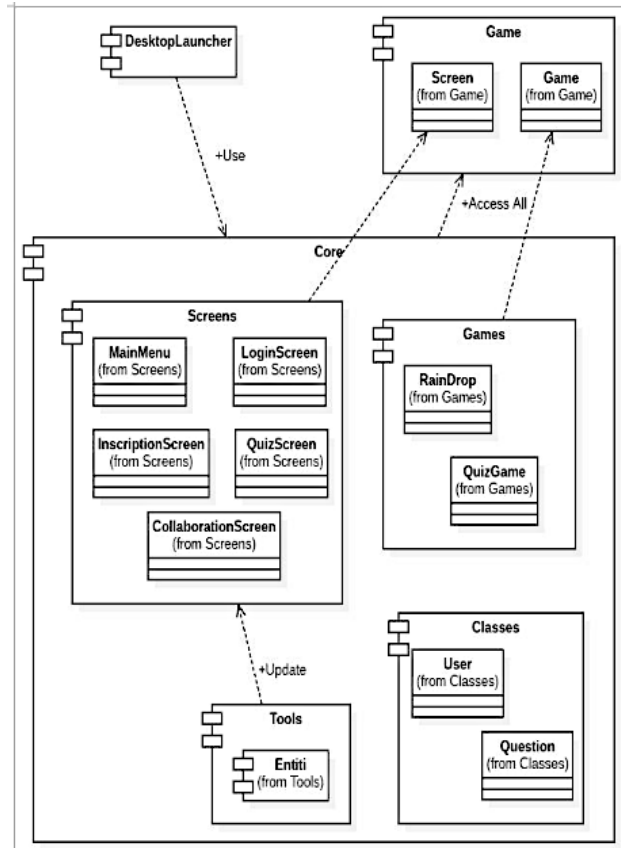 DesktopLauncher
Game
Screen
(from Game)
Game
(from Game)
+Use
+Access All
Core
Screens
MainMenu
(from Screens)
LoginScreen
(from Screens)
InscriptionScreen
(from Screens)
QuizScreen
(from Screens)
CollaborationScreen
(from Screens)
Games
RainDrop
(from Games)
QuizGame
(from Games)
+Update
Tools
Entiti
(from Tools)
Classes
User
(from Classes)
Question
(from Classes)